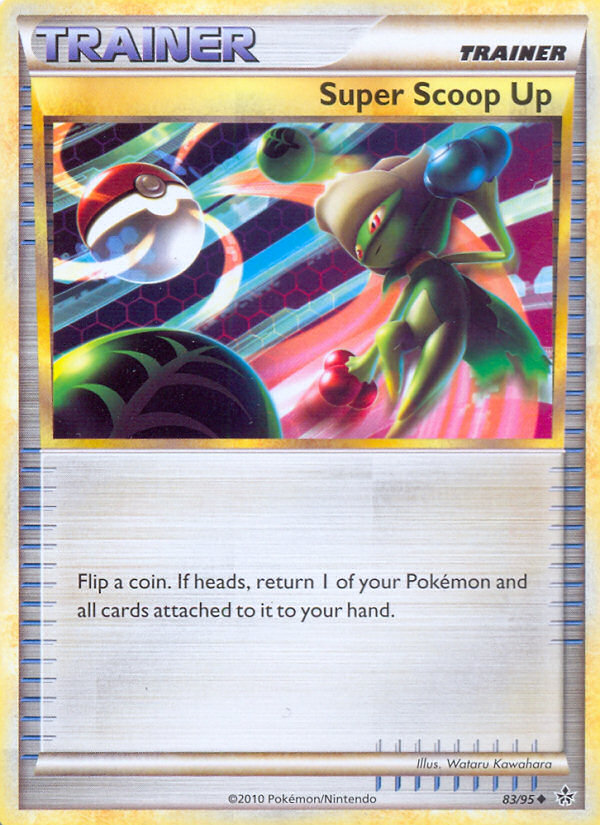 TRAINER
TRAINER
Super Scoop Up
Flip a coin. If heads, return 1 of your Pokémon and
all cards attached to it to your hand.
Illus. Wataru Kawahara
©2010 Pokémon/Nintendo
83/95